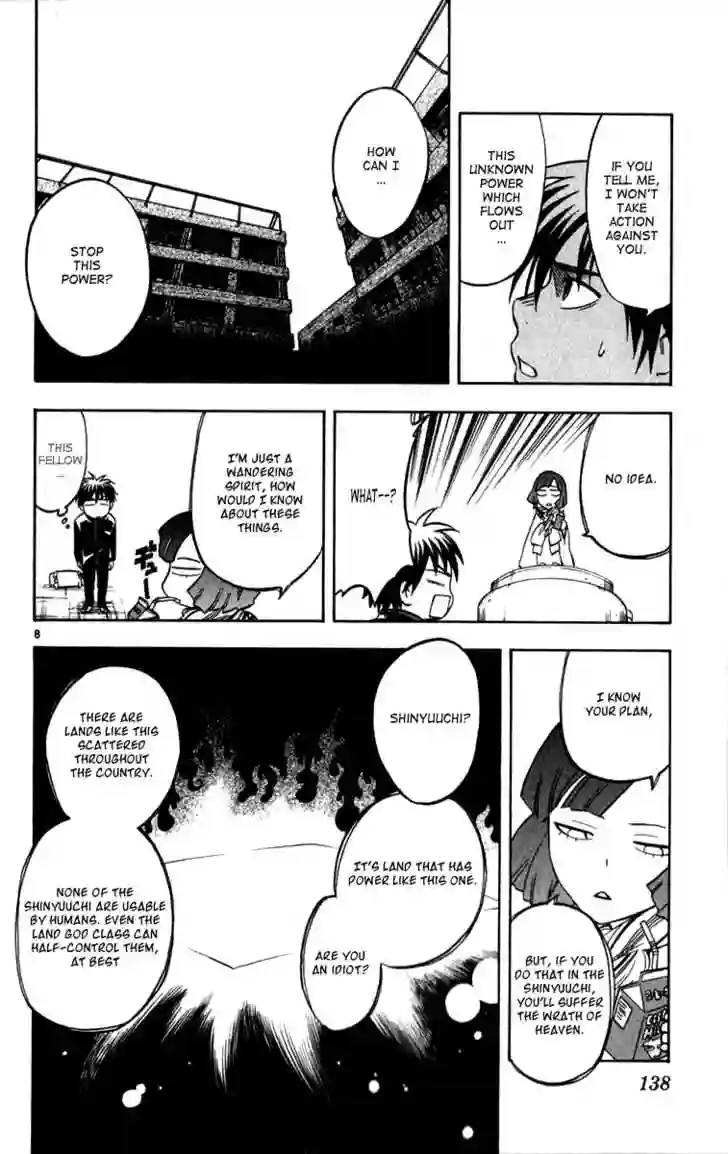 IF YOU
TELL ME,
I WON'T
TAKE
ACTION
AGAINST
YOU.
THIS
UNKNOWN
POWER
WHICH
FLOWS
OUT
...
HOW
CAN I
...
STOP
THIS
POWER?
NO IDEA.
WHAT--?
I'M JUST A
WANDERING
SPIRIT, HOW
WOULD I KNOW
ABOUT THESE
THINGS.
THIS
FELLOW
8
I KNOW
YOUR PLAN,
BUT, IF YOU
DO THAT IN THE
SHINYUUCHI,
YOU'LL SUFFER
THE WRATH OF
HEAVEN.
SHINYUUCHI?
IT'S LAND THAT HAS
POWER LIKE THIS ONE.
ARE YOU
AN IDIOT?
THERE ARE
LANDS LIKE THIS
SCATTERED
THROUGHOUT
THE COUNTRY.
NONE OF THE
SHINYUUCHI ARE USABLE
BY HUMANS. EVEN THE
LAND GOD CLASS CAN
HALF-CONTROL THEM,
AT BEST
138